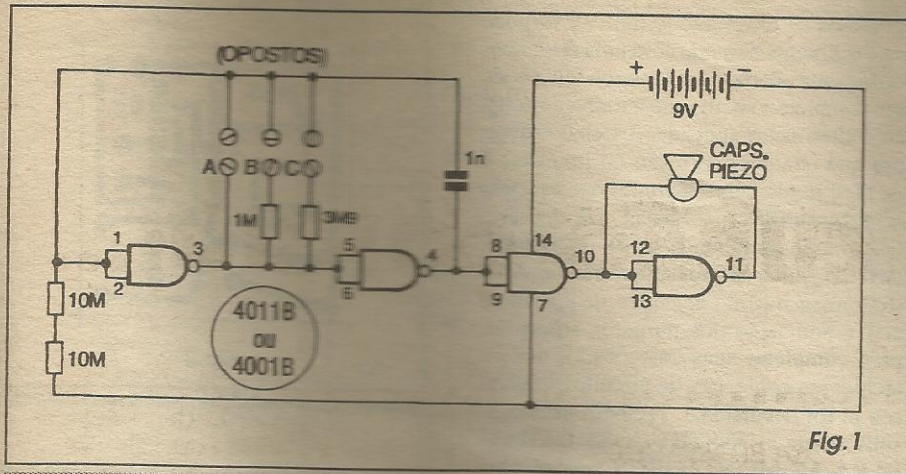 (OPOSTOS)
+ −
9V
CAPS.
PIEZO
A B C
1n
1M 3M9
1 2 3
5 6 4
8 9 14 7 10
12 13 11
10M
10M
4011B
ou
4001B
Fig. 1